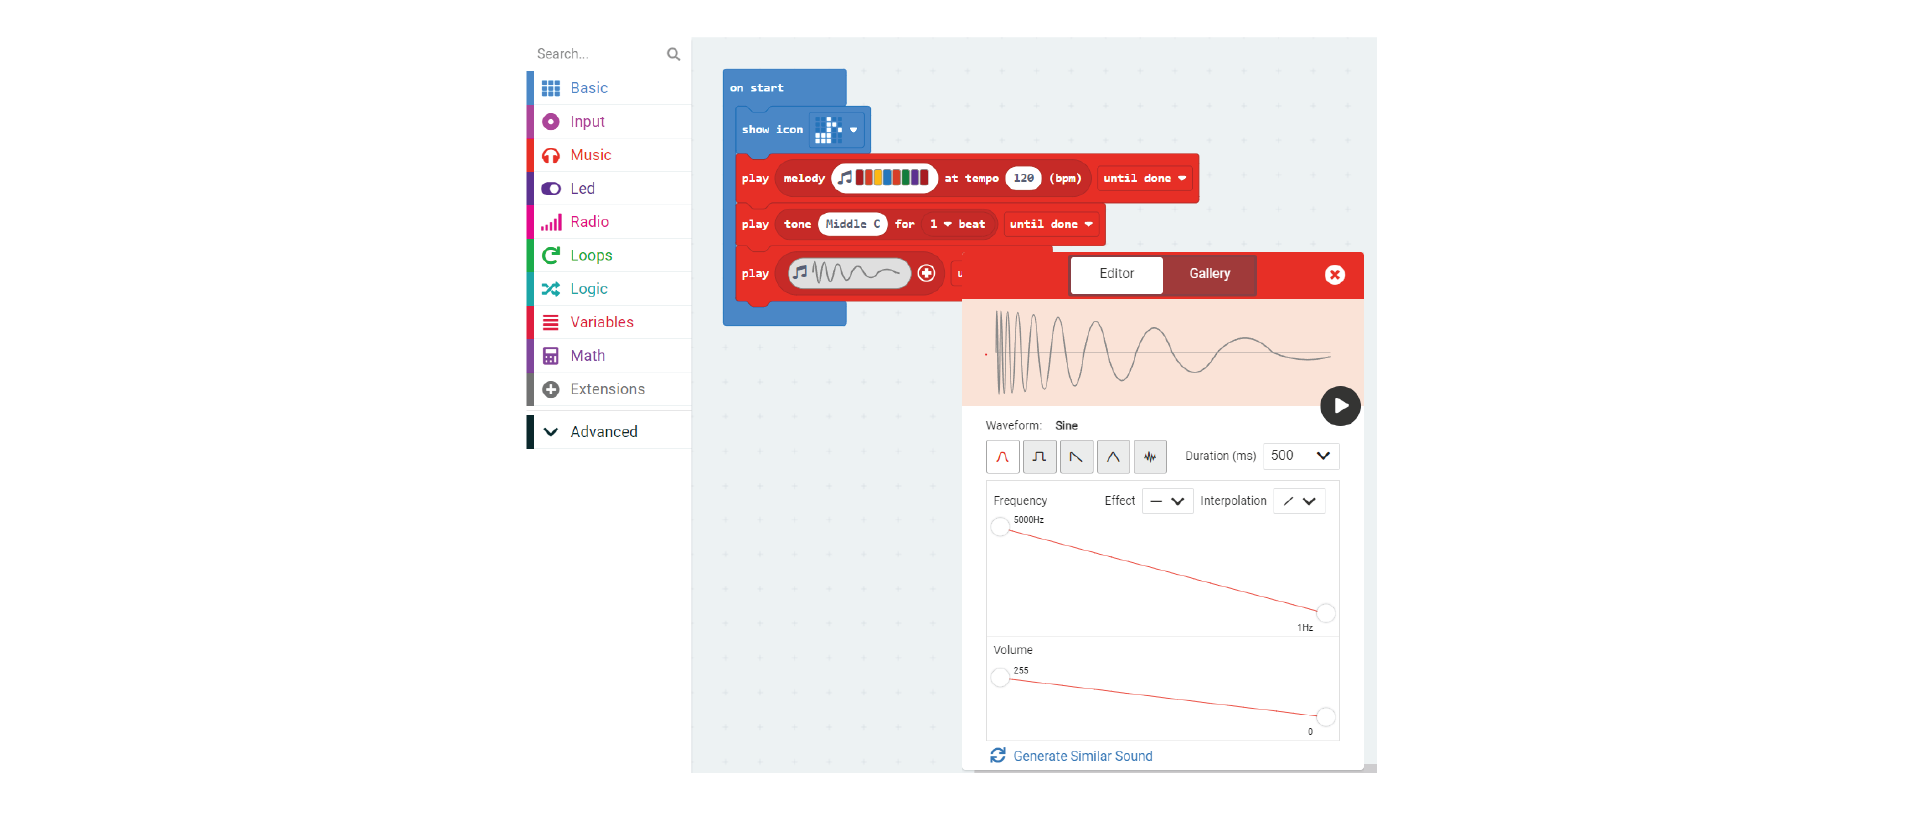 Search...
Basic
Input
Music
Led
Radio
Loops
Logic
Variables
Math
Extensions
Advanced
on start
show icon
play melody at tempo 120 (bpm) until done
play tone Middle C for 1 beat until done
play u
Editor Gallery
Waveform: Sine
Duration (ms) 500
Frequency Effect Interpolation
5000Hz
1Hz
Volume
255
0
Generate Similar Sound